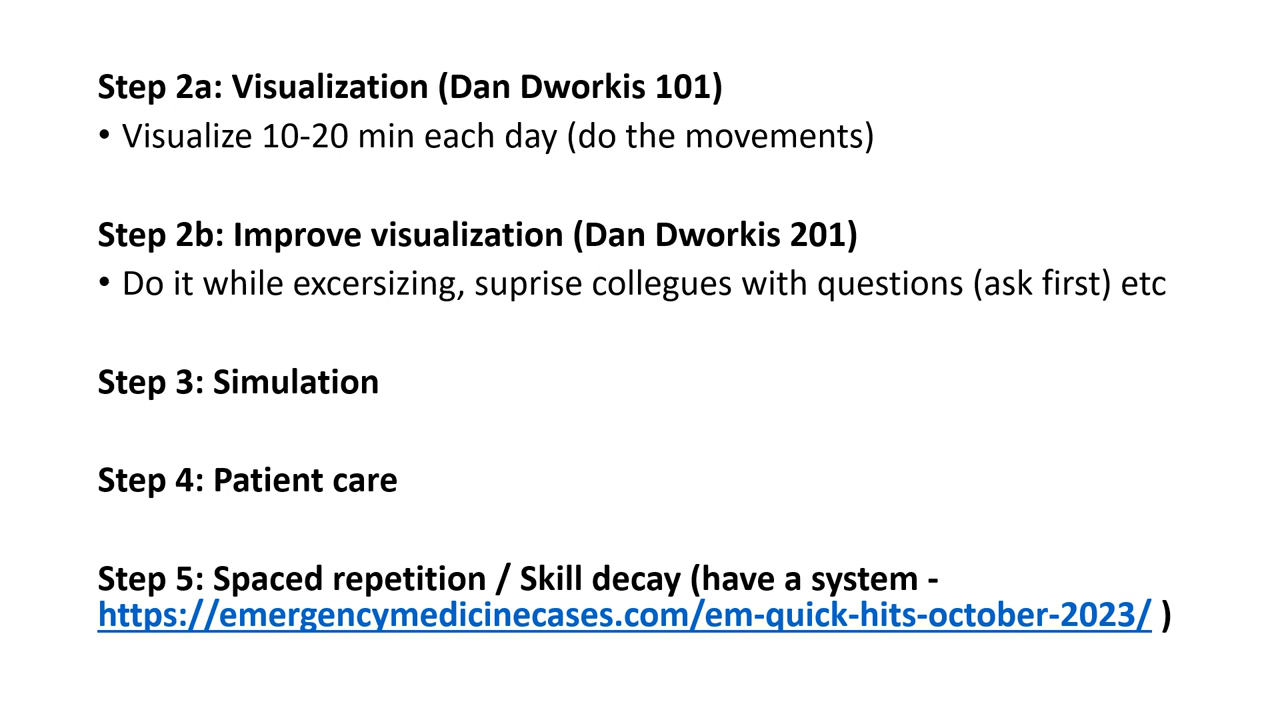 Step 2a: Visualization (Dan Dworkis 101)
• Visualize 10-20 min each day (do the movements)
Step 2b: Improve visualization (Dan Dworkis 201)
• Do it while excersizing, suprise collegues with questions (ask first) etc
Step 3: Simulation
Step 4: Patient care
Step 5: Spaced repetition / Skill decay (have a system -
https://emergencymedicinecases.com/em-quick-hits-october-2023/ )